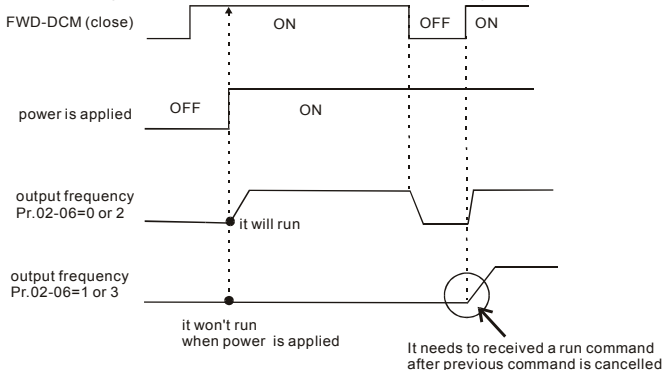 FWD-DCM (close)
ON
OFF
ON
power is applied
OFF
ON
output frequency
Pr.02-06=0 or 2
it will run
output frequency
Pr.02-06=1 or 3
it won't run
when power is applied
It needs to received a run command
after previous command is cancelled